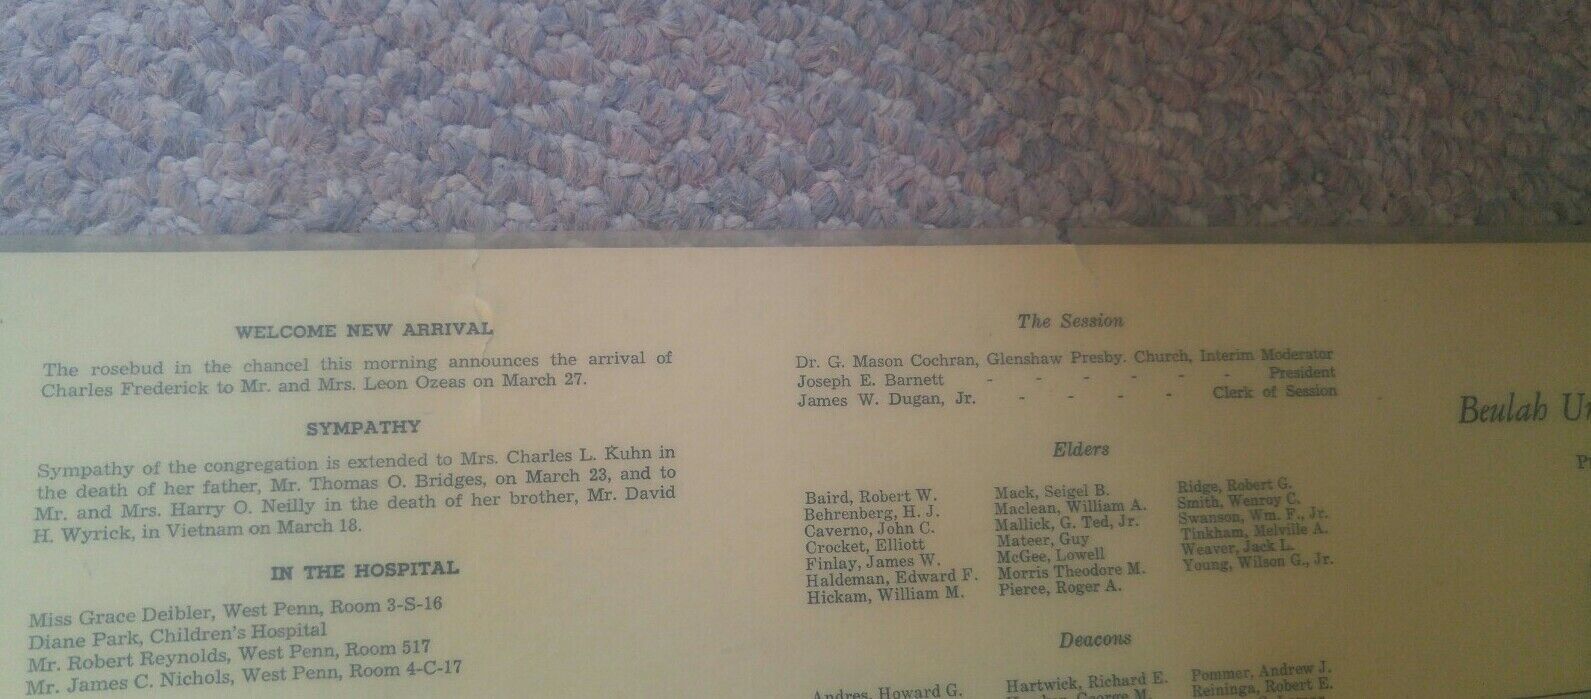 WELCOME NEW ARRIVAL
The rosebud in the chancel this morning announces the arrival of
Charles Frederick to Mr. and Mrs. Leon Ozeas on March 27.
SYMPATHY
Sympathy of the congregation is extended to Mrs. Charles L. Kuhn in
the death of her father, Mr. Thomas O. Bridges, on March 23, and to
Mr. and Mrs. Harry O. Neilly in the death of her brother, Mr. David
H. Wyrick, in Vietnam on March 18.
IN THE HOSPITAL
Miss Grace Deibler, West Penn, Room 3-S-16
Diane Park, Children's Hospital
Mr. Robert Reynolds, West Penn, Room 517
Mr. James C. Nichols, West Penn, Room 4-C-17
The Session
Dr. G. Mason Cochran, Glenshaw Presby. Church, Interim Moderator
Joseph E. Barnett - - - - - - President
James W. Dugan, Jr. - - - - Clerk of Session
Elders
Baird, Robert W.
Behrenberg, H. J.
Caverno, John C.
Crocket, Elliott
Finlay, James W.
Haldeman, Edward F.
Hickam, William M.
Mack, Seigel B.
Maclean, William A.
Mallick, G. Ted, Jr.
Mateer, Guy
McGee, Lowell
Morris Theodore M.
Pierce, Roger A.
Ridge, Robert G.
Smith, Wenroy C.
Swanson, Wm. F., Jr.
Tinkham, Melville A.
Weaver, Jack L.
Young, Wilson G., Jr.
Deacons
Andres, Howard G.
Hartwick, Richard E.
George M.
Pommer, Andrew J.
Reininga, Robert E.
Beulah